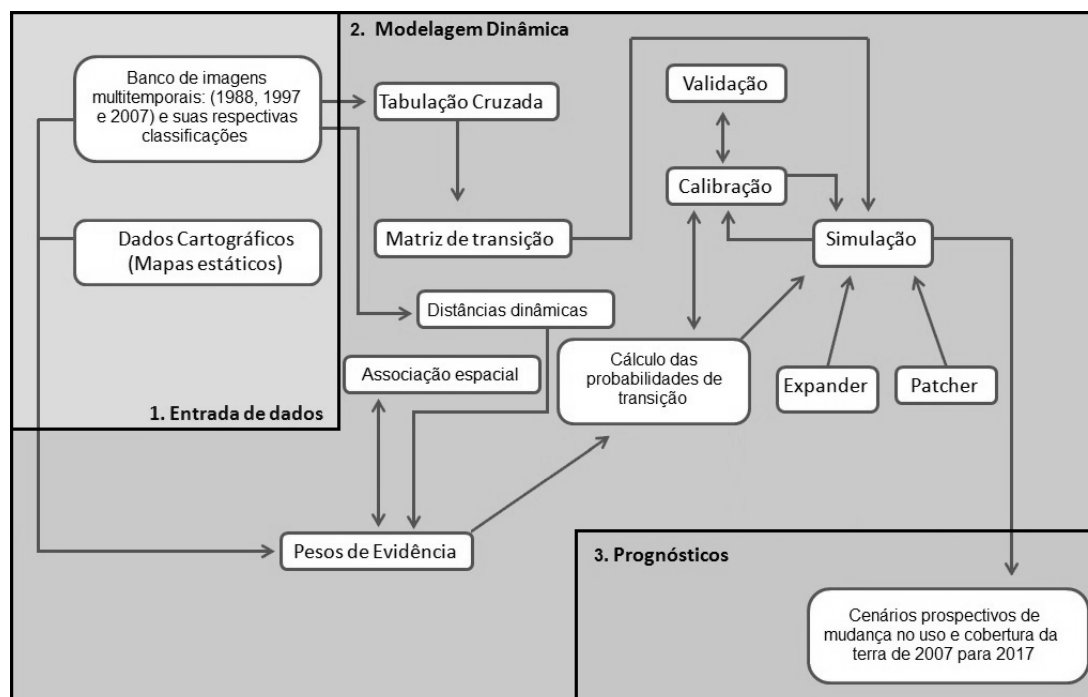 2. Modelagem Dinâmica
Banco de imagens
multitemporais: (1988, 1997
e 2007) e suas respectivas
classificações
Tabulação Cruzada
Validação
Calibração
Dados Cartográficos
(Mapas estáticos)
Matriz de transição
Simulação
Distâncias dinâmicas
Associação espacial
Cálculo das
probabilidades de
transição
Expander
Patcher
1. Entrada de dados
Pesos de Evidência
3. Prognósticos
Cenários prospectivos de
mudança no uso e cobertura da
terra de 2007 para 2017